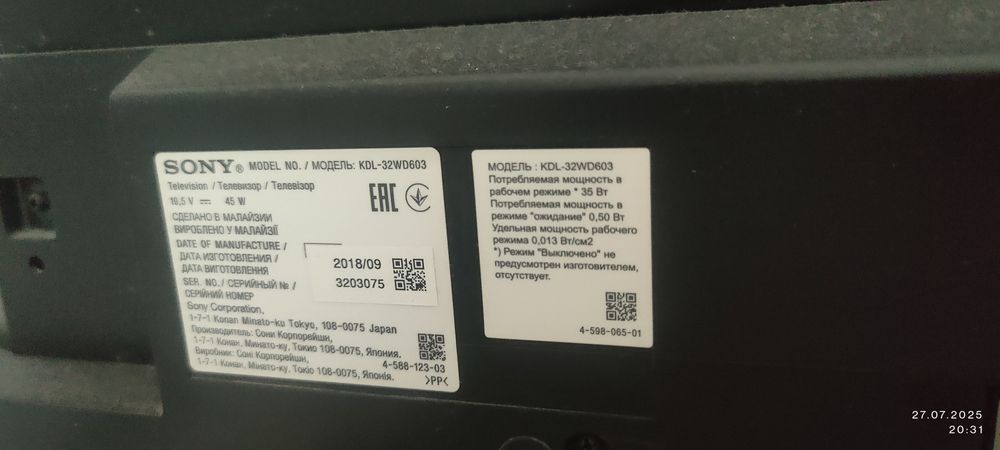 SONY® MODEL NO. / МОДЕЛЬ: KDL-32WD603
Television / Телевизор / Телевізор
19,5 V ⎓ 45 W
EAC
СДЕЛАНО В МАЛАЙЗИИ
ВИРОБЛЕНО У МАЛАЙЗІЇ
DATE OF MANUFACTURE /
ДАТА ИЗГОТОВЛЕНИЯ /
ДАТА ВИГОТОВЛЕННЯ
2018/09
SER. NO./ СЕРИЙНЫЙ № /
СЕРІЙНИЙ НОМЕР
3203075
Sony Corporation,
1-7-1 Konan Minato-ku Tokyo, 108-0075 Japan
Производитель: Сони Корпорейшн,
1-7-1 Конан, Минато-ку, Токио 108-0075, Япония.
Виробник: Соні Корпорейшн,
1-7-1 Конан, Мінато-ку, Токіо 108-0075, Японія.
4-588-123-03
>PP<
МОДЕЛЬ : KDL-32WD603
Потребляемая мощность в
рабочем режиме * 35 Вт
Потребляемая мощность в
режиме "ожидание" 0,50 Вт
Удельная мощность рабочего
режима 0,013 Вт/см2
*) Режим "Выключено" не
предусмотрен изготовителем,
отсутствует.
4-598-065-01
27.07.2025
20:31